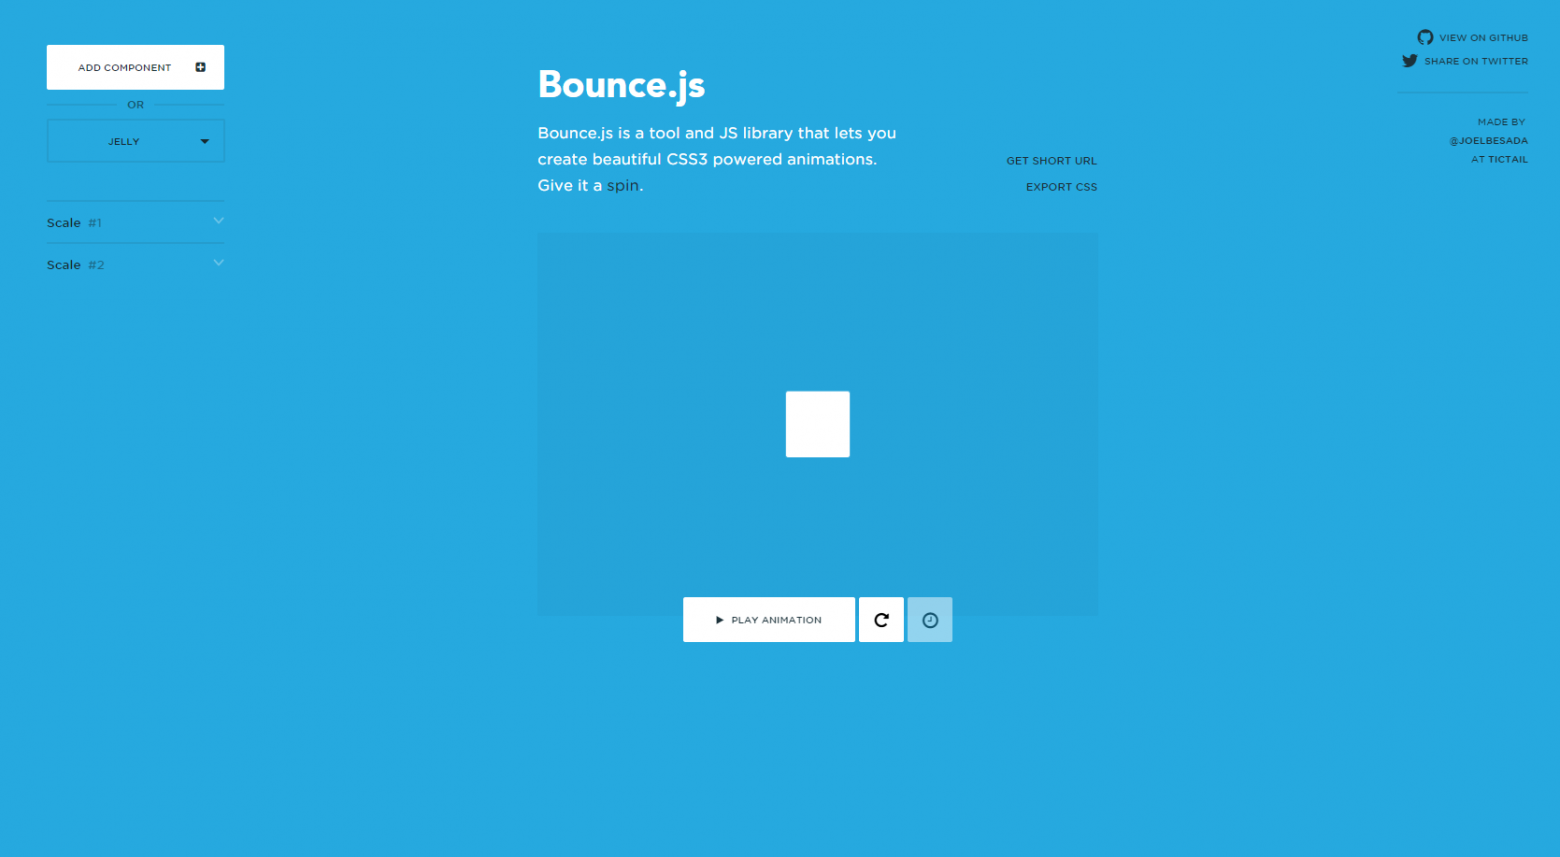 ADD COMPONENT
OR
JELLY
Scale #1
Scale #2
Bounce.js
Bounce.js is a tool and JS library that lets you
create beautiful CSS3 powered animations.
Give it a spin.
GET SHORT URL
EXPORT CSS
PLAY ANIMATION
VIEW ON GITHUB
SHARE ON TWITTER
MADE BY
@JOELBESADA
AT TICTAIL